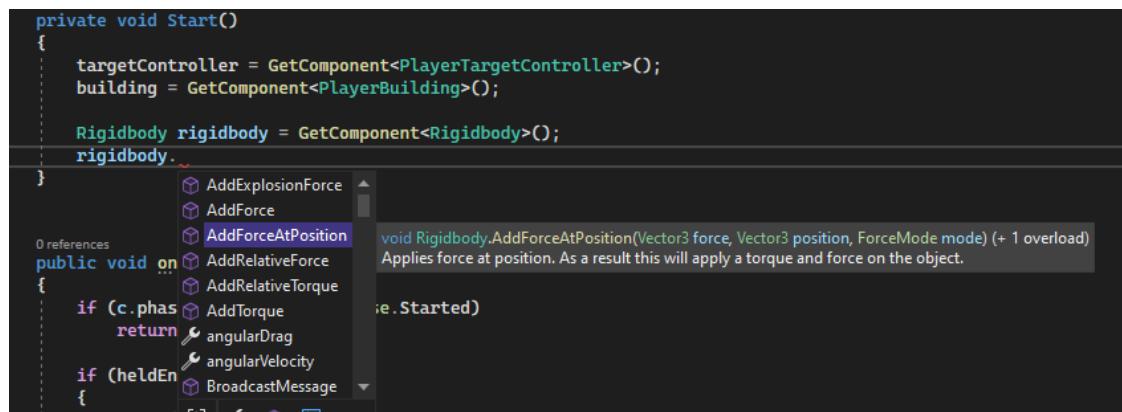 private void Start()
{
targetController = GetComponent<PlayerTargetController>();
building = GetComponent<PlayerBuilding>();
Rigidbody rigidbody = GetComponent<Rigidbody>();
rigidbody.
}
AddExplosionForce
AddForce
AddForceAtPosition
AddRelativeForce
AddRelativeTorque
AddTorque
angularDrag
angularVelocity
BroadcastMessage
void Rigidbody.AddForceAtPosition(Vector3 force, Vector3 position, ForceMode mode) (+ 1 overload)
Applies force at position. As a result this will apply a torque and force on the object.
0 references
public void on
{
if (c.phas
se.Started)
return
if (heldEn
{